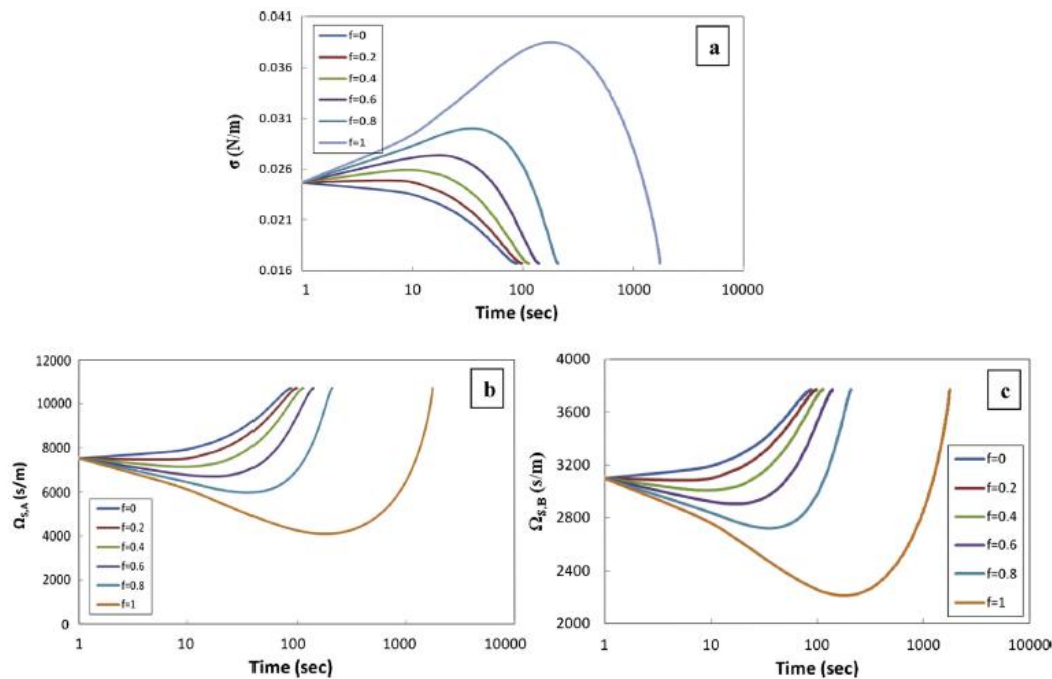 a
0.041
0.036
0.031
0.026
0.021
0.016
σ (N/m)
f=0
f=0.2
f=0.4
f=0.6
f=0.8
f=1
1
10
100
1000
10000
Time (sec)
b
12000
10000
8000
6000
4000
2000
0
Ω_S,A (s/m)
f=0
f=0.2
f=0.4
f=0.6
f=0.8
f=1
1
10
100
1000
10000
Time (sec)
c
4000
3600
3200
2800
2400
2000
Ω_S,B (s/m)
f=0
f=0.2
f=0.4
f=0.6
f=0.8
f=1
1
10
100
1000
10000
Time (sec)